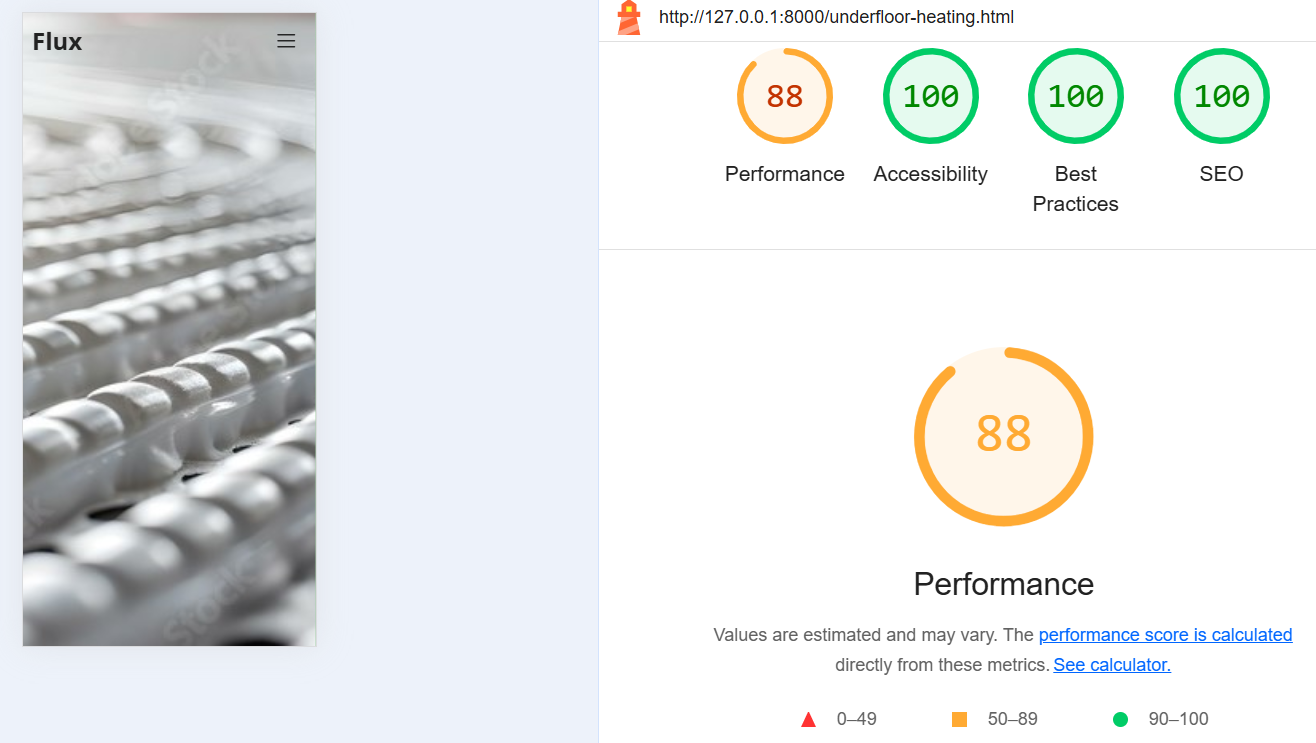 Flux
http://127.0.0.1:8000/underfloor-heating.html
88
100
100
100
Performance
Accessibility
Best
Practices
SEO
Stock
Stock
88
Performance
Values are estimated and may vary. The performance score is calculated
directly from these metrics. See calculator.
0–49
50–89
90–100